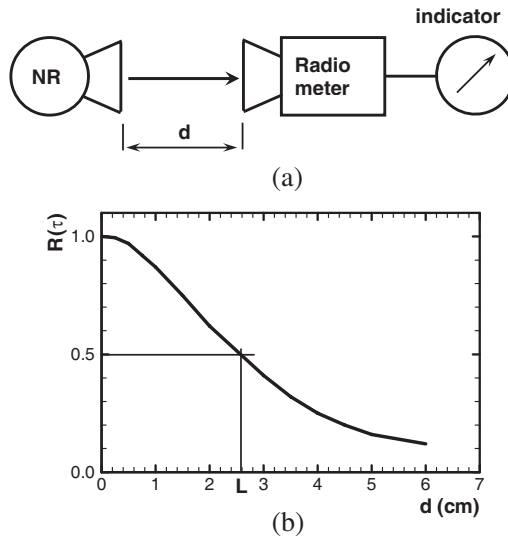 indicator
NR
Radio
meter
d
(a)
R(τ)
1.0
0.5
0.0
0 1 2 3 4 5 6 7
L
d (cm)
(b)